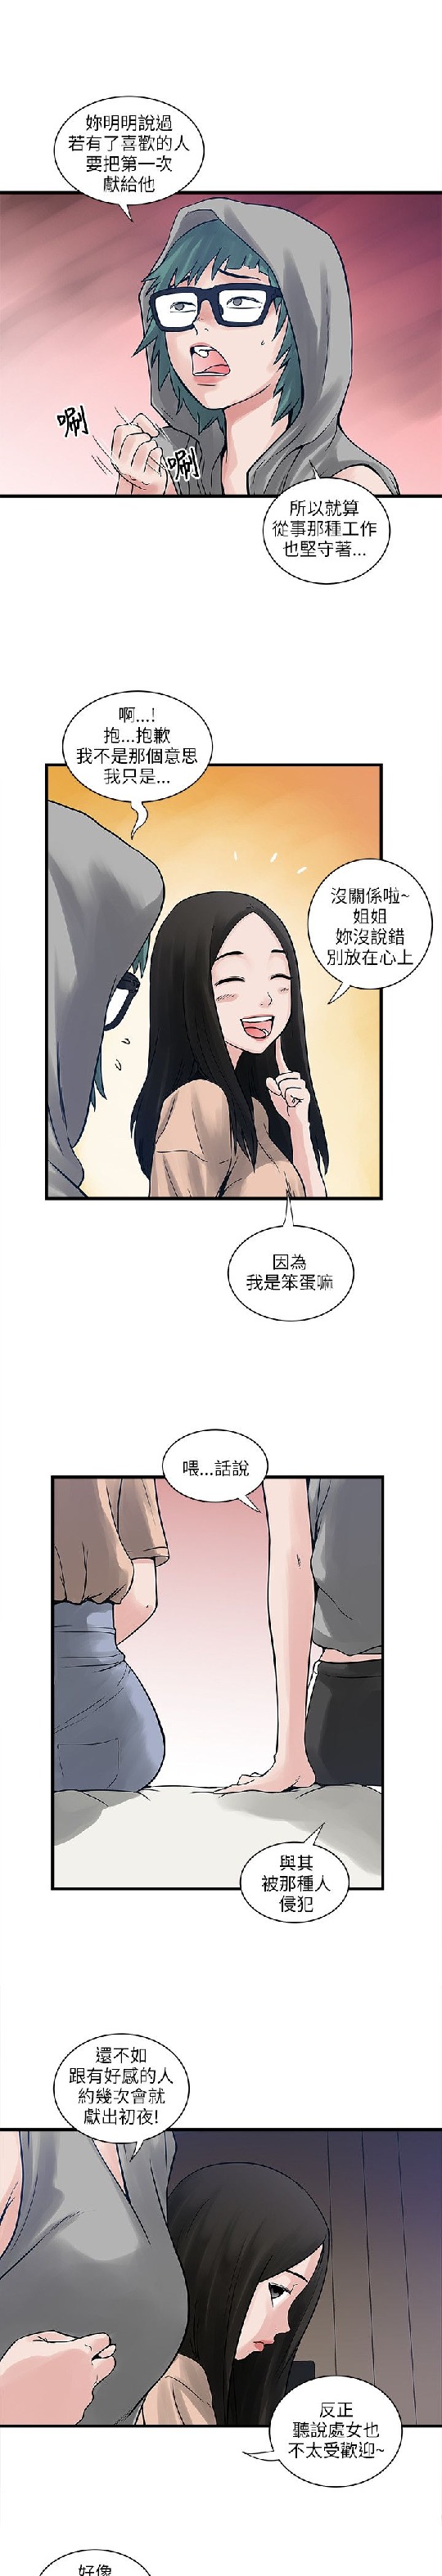 妳明明說過
若有了喜歡的人
要把第一次
獻給他
唰
唰
所以就算
從事那種工作
也堅守著...
啊...!
抱...抱歉
我不是那個意思
我只是...
沒關係啦~
姐姐
妳沒說錯
別放在心上
因為
我是笨蛋嘛
喂...話說
與其
被那種人
侵犯
還不如
跟有好感的人
約幾次會就
獻出初夜!
反正
聽說處女也
不太受歡迎~
好像